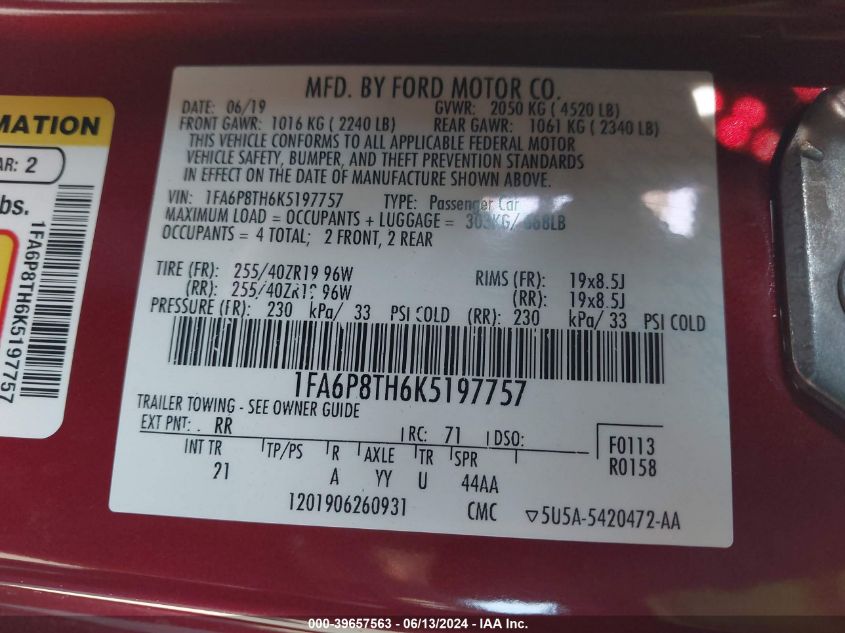 MATION
AR: 2
bs.
1FA6P8TH6K5197757
MFD. BY FORD MOTOR CO.
DATE: 06/19 GVWR: 2050 KG ( 4520 LB)
FRONT GAWR: 1016 KG ( 2240 LB) REAR GAWR: 1061 KG ( 2340 LB)
THIS VEHICLE CONFORMS TO ALL APPLICABLE FEDERAL MOTOR
VEHICLE SAFETY, BUMPER, AND THEFT PREVENTION STANDARDS
IN EFFECT ON THE DATE OF MANUFACTURE SHOWN ABOVE.
VIN: 1FA6P8TH6K5197757 TYPE: Passenger Car
MAXIMUM LOAD = OCCUPANTS + LUGGAGE = 303KG/ 668LB
OCCUPANTS = 4 TOTAL; 2 FRONT, 2 REAR
TIRE (FR): 255/40ZR19 96W RIMS (FR): 19x8.5J
(RR): 255/40ZR19 96W (RR): 19x8.5J
PRESSURE (FR): 230 kPa/ 33 PSI COLD (RR): 230 kPa/ 33 PSI COLD
1FA6P8TH6K5197757
TRAILER TOWING - SEE OWNER GUIDE
EXT PNT: RR RC: 71 DSO: F0113
INT TR TP/PS R AXLE TR SPR R0158
21 A YY U 44AA
1201906260931 CMC ▽5U5A-5420472-AA
000-39657563 - 06/13/2024 - IAA Inc.